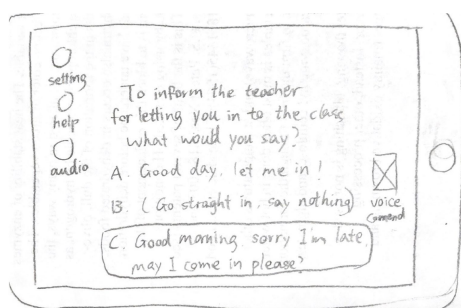 setting
help
audio
To inform the teacher
for letting you in to the class
what would you say?
A. Good day, let me in!
B. (Go straight in, say nothing)
C. Good morning, sorry I'm late,
may I come in please?
voice
comend